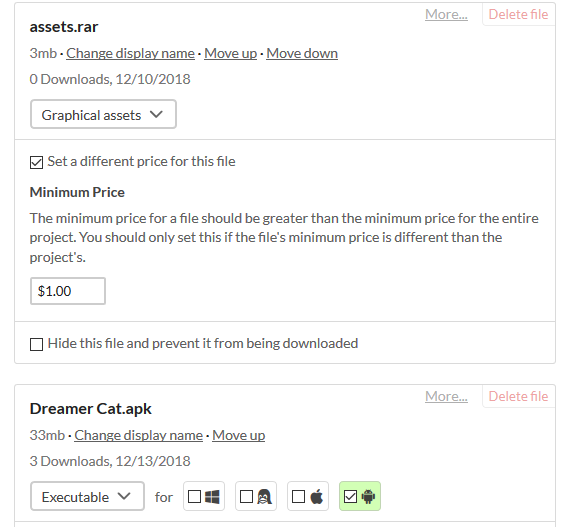 More... Delete file
assets.rar
3mb · Change display name · Move up · Move down
0 Downloads, 12/10/2018
Graphical assets
Set a different price for this file
Minimum Price
The minimum price for a file should be greater than the minimum price for the entire
project. You should only set this if the file's minimum price is different than the
project's.
$1.00
Hide this file and prevent it from being downloaded
More... Delete file
Dreamer Cat.apk
33mb · Change display name · Move up
3 Downloads, 12/13/2018
Executable for